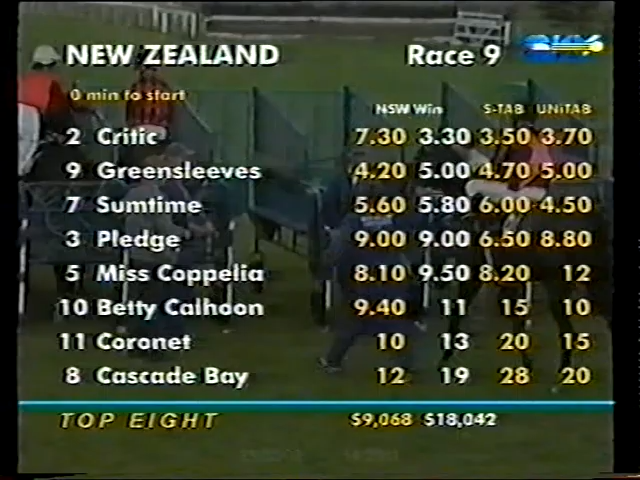 NEW ZEALAND Race 9 SKY
0 min to start
NSW Win S-TAB UNiTAB
2 Critic 7.30 3.30 3.50 3.70
9 Greensleeves 4.20 5.00 4.70 5.00
7 Sumtime 5.60 5.80 6.00 4.50
3 Pledge 9.00 9.00 6.50 8.80
5 Miss Coppelia 8.10 9.50 8.20 12
10 Betty Calhoon 9.40 11 15 10
11 Coronet 10 13 20 15
8 Cascade Bay 12 19 28 20
TOP EIGHT $9,068 $18,042